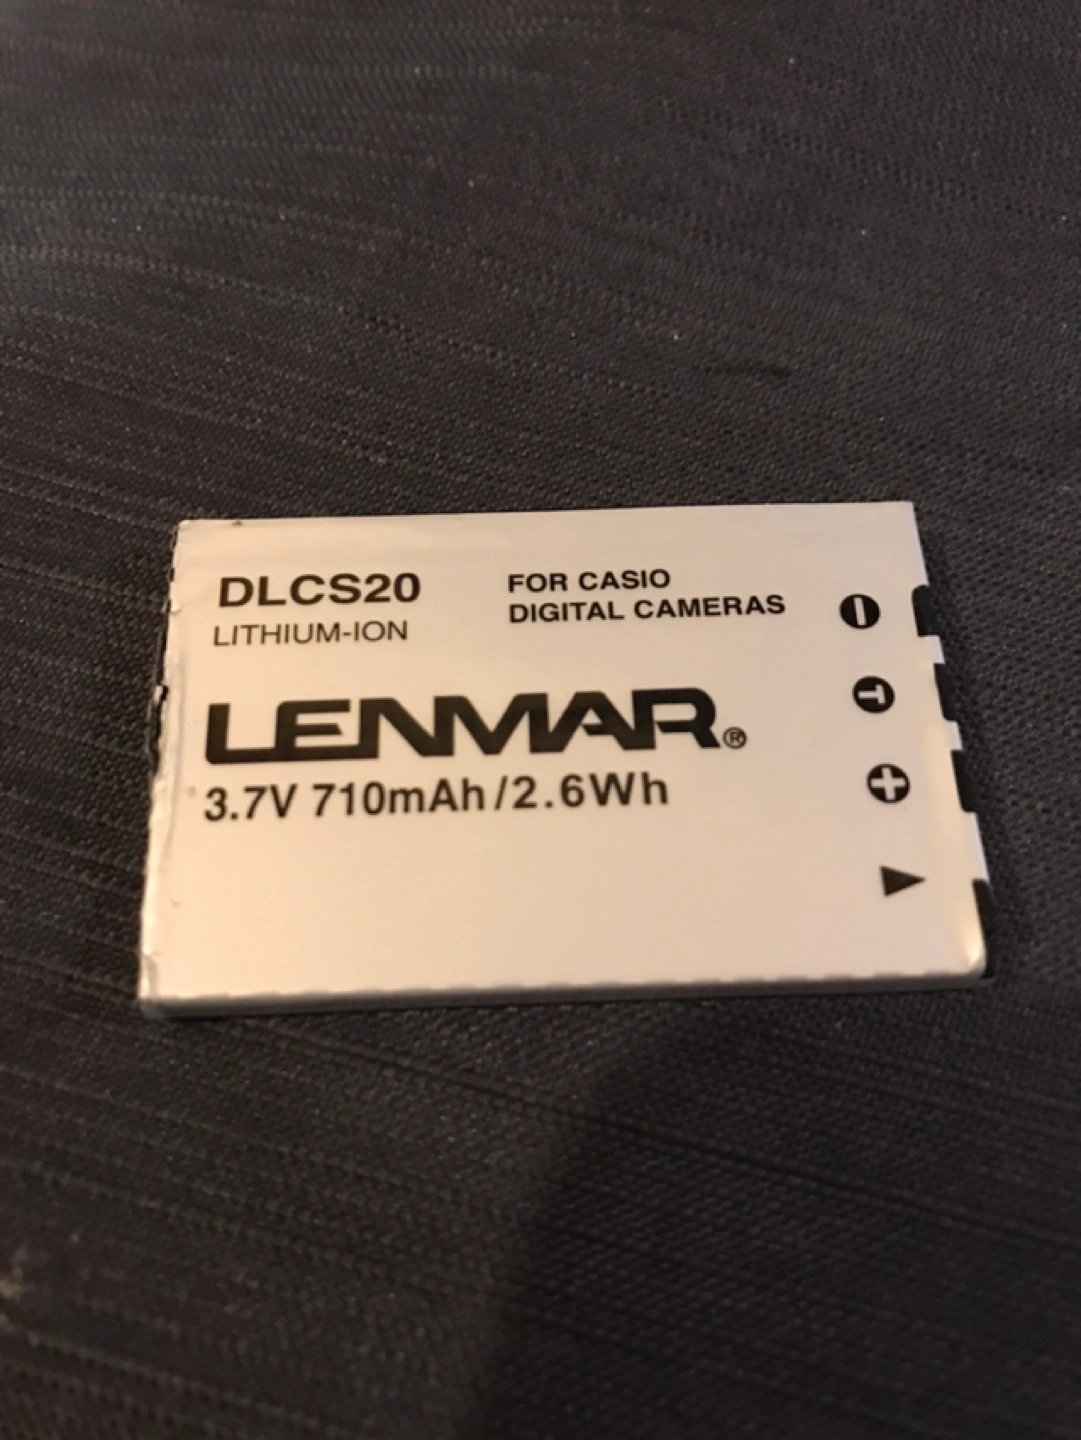 DLCS20
LITHIUM-ION
FOR CASIO
DIGITAL CAMERAS
LENMAR®
3.7V 710mAh/2.6Wh
T
+